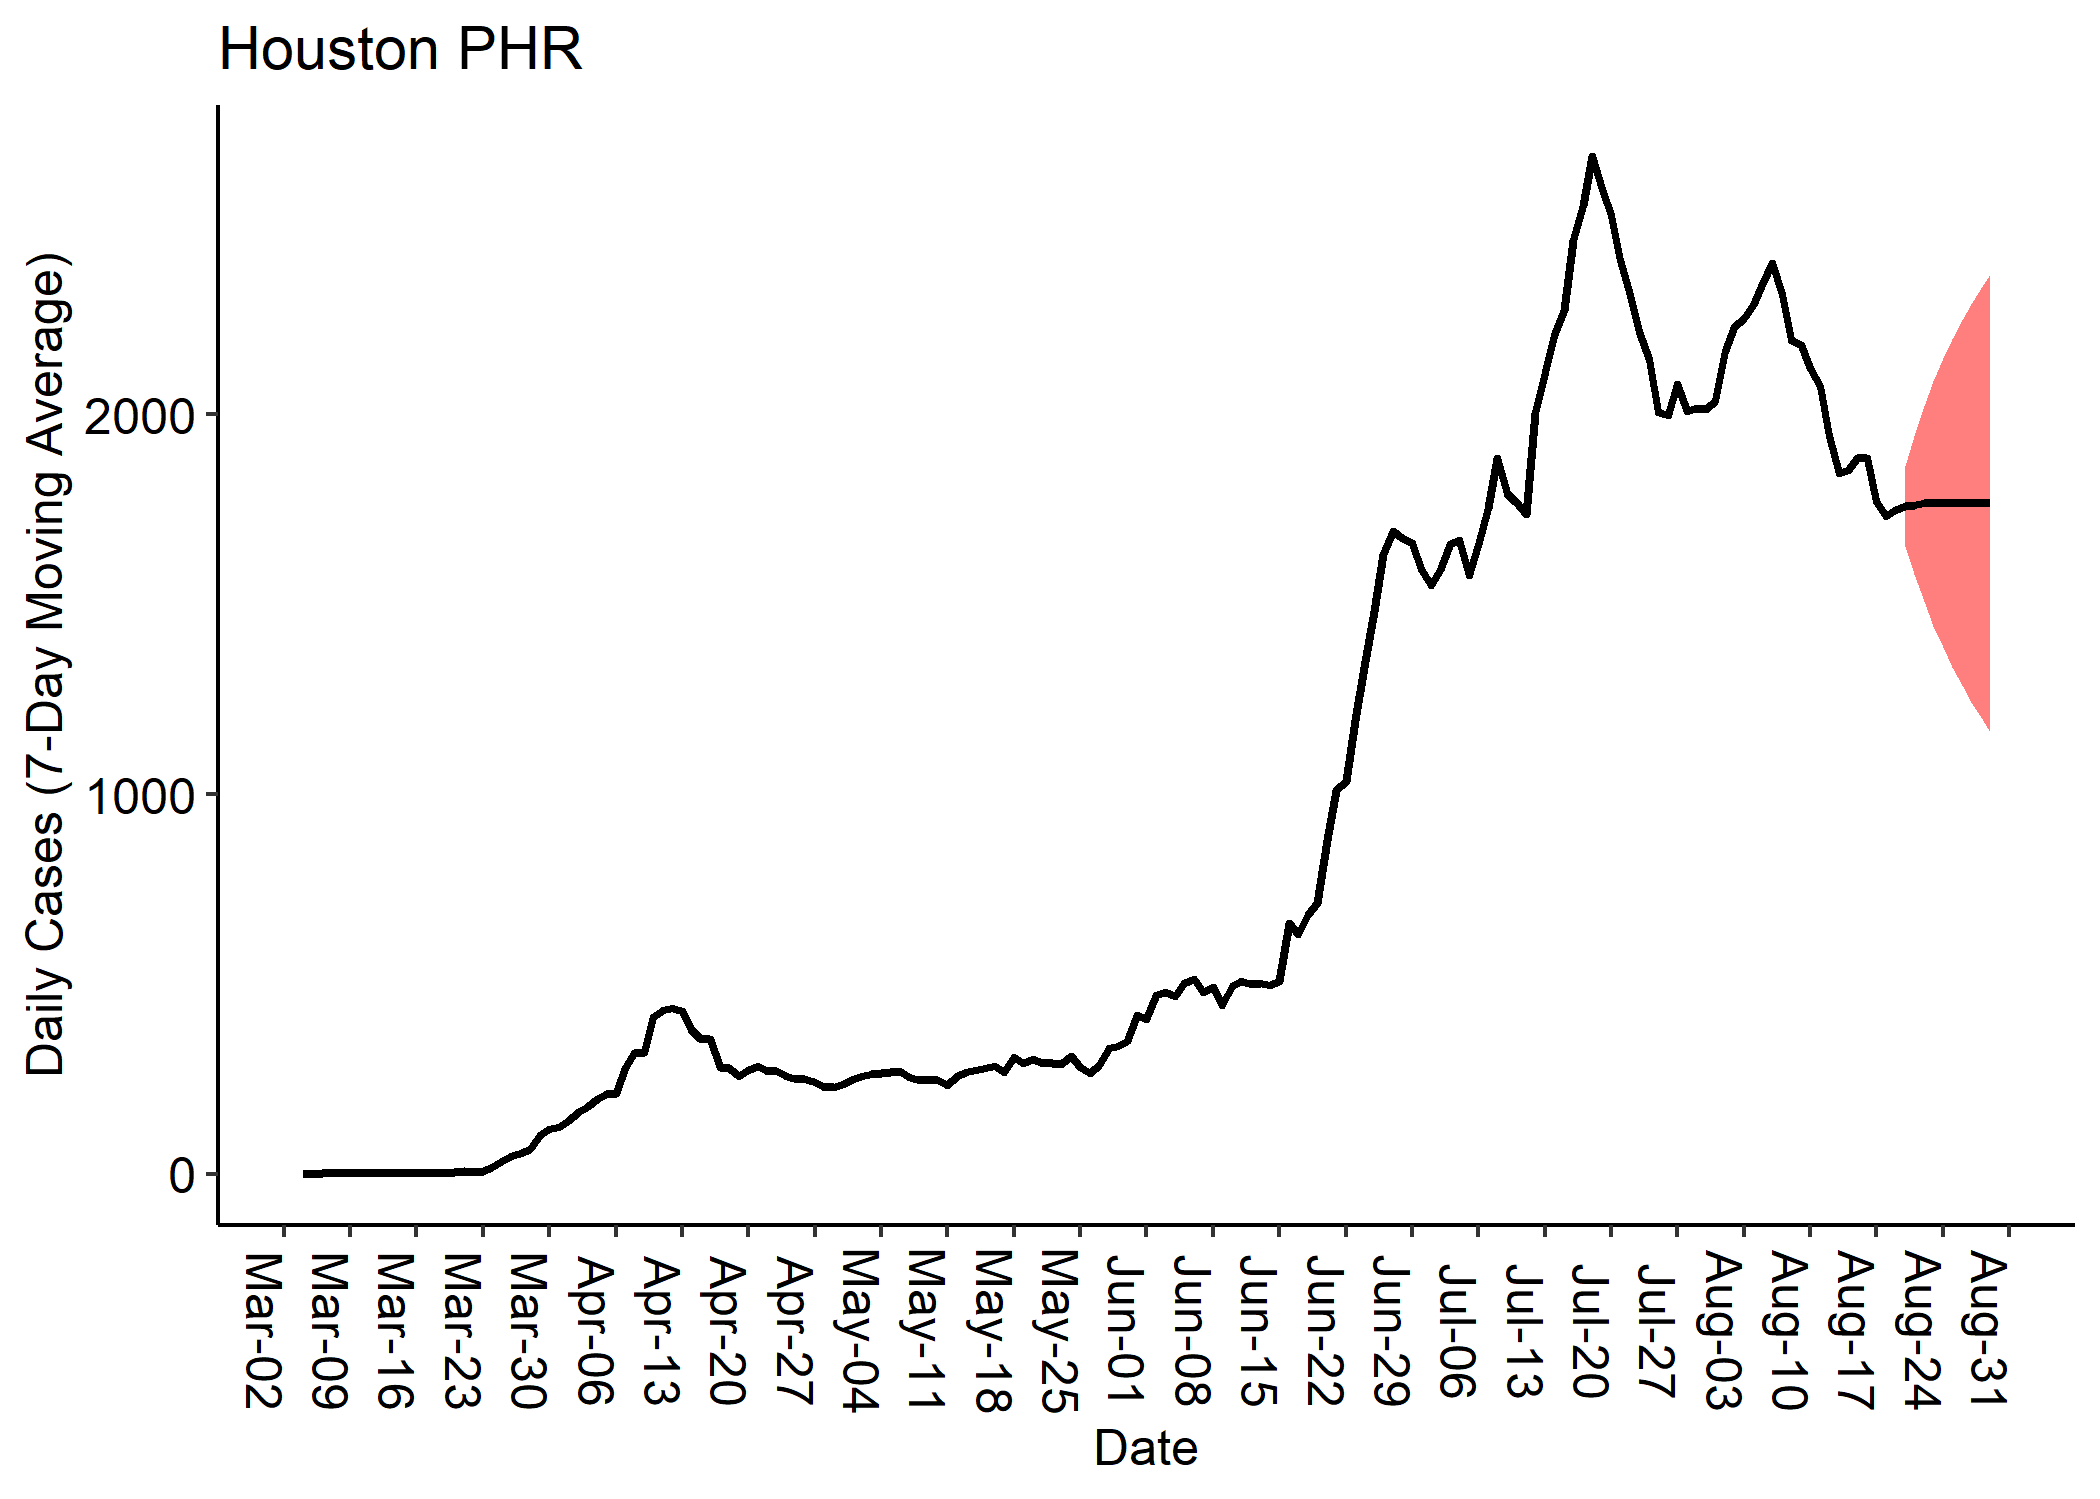 Houston PHR
Daily Cases (7-Day Moving Average)
2000
1000
0
Mar-02
Mar-09
Mar-16
Mar-23
Mar-30
Apr-06
Apr-13
Apr-20
Apr-27
May-04
May-11
May-18
May-25
Jun-01
Jun-08
Jun-15
Jun-22
Jun-29
Jul-06
Jul-13
Jul-20
Jul-27
Aug-03
Aug-10
Aug-17
Aug-24
Aug-31
Date